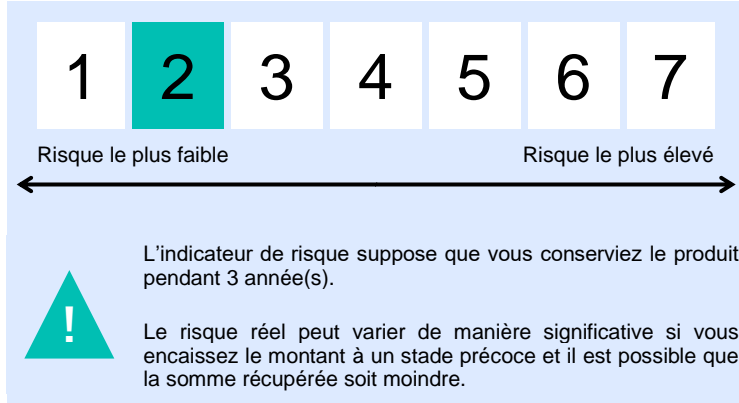 1 2 3 4 5 6 7
Risque le plus faible Risque le plus élevé
L'indicateur de risque suppose que vous conserviez le produit
pendant 3 année(s).
!
Le risque réel peut varier de manière significative si vous
encaissez le montant à un stade précoce et il est possible que
la somme récupérée soit moindre.